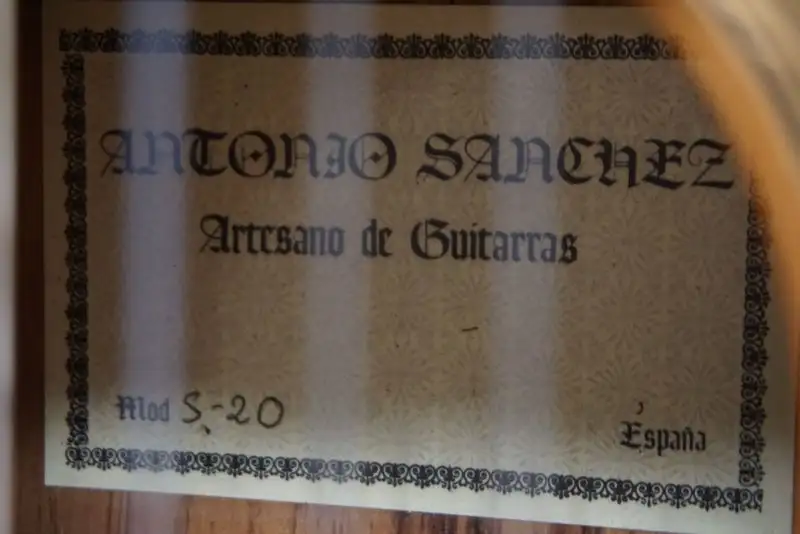 ANTONIO SANCHEZ
Artesano de Guitarras
Mod S.-20
España